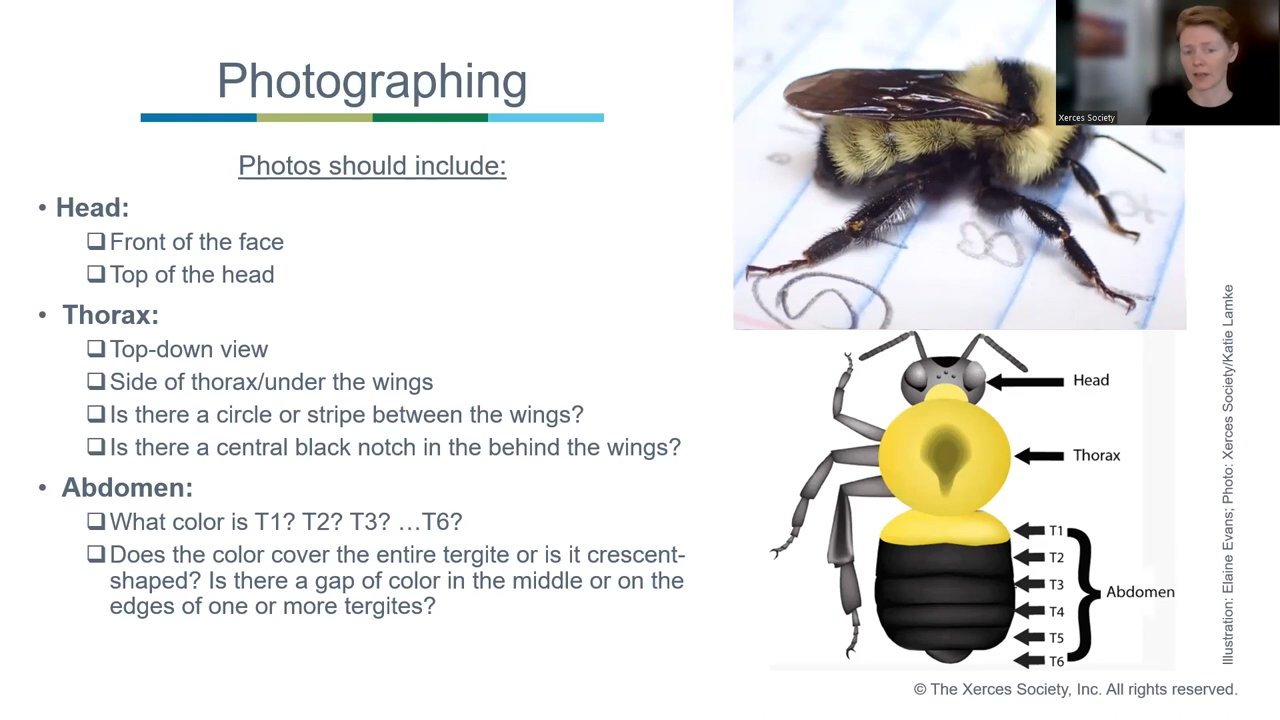 Photographing
Photos should include:
• Head:
❑ Front of the face
❑ Top of the head
• Thorax:
❑ Top-down view
❑ Side of thorax/under the wings
❑ Is there a circle or stripe between the wings?
❑ Is there a central black notch in the behind the wings?
• Abdomen:
❑ What color is T1? T2? T3? …T6?
❑ Does the color cover the entire tergite or is it crescent-
shaped? Is there a gap of color in the middle or on the
edges of one or more tergites?
Xerces Society
Head
Thorax
T1
T2
T3
T4
T5
T6
Abdomen
Illustration: Elaine Evans; Photo: Xerces Society/Katie Lamke
© The Xerces Society, Inc. All rights reserved.